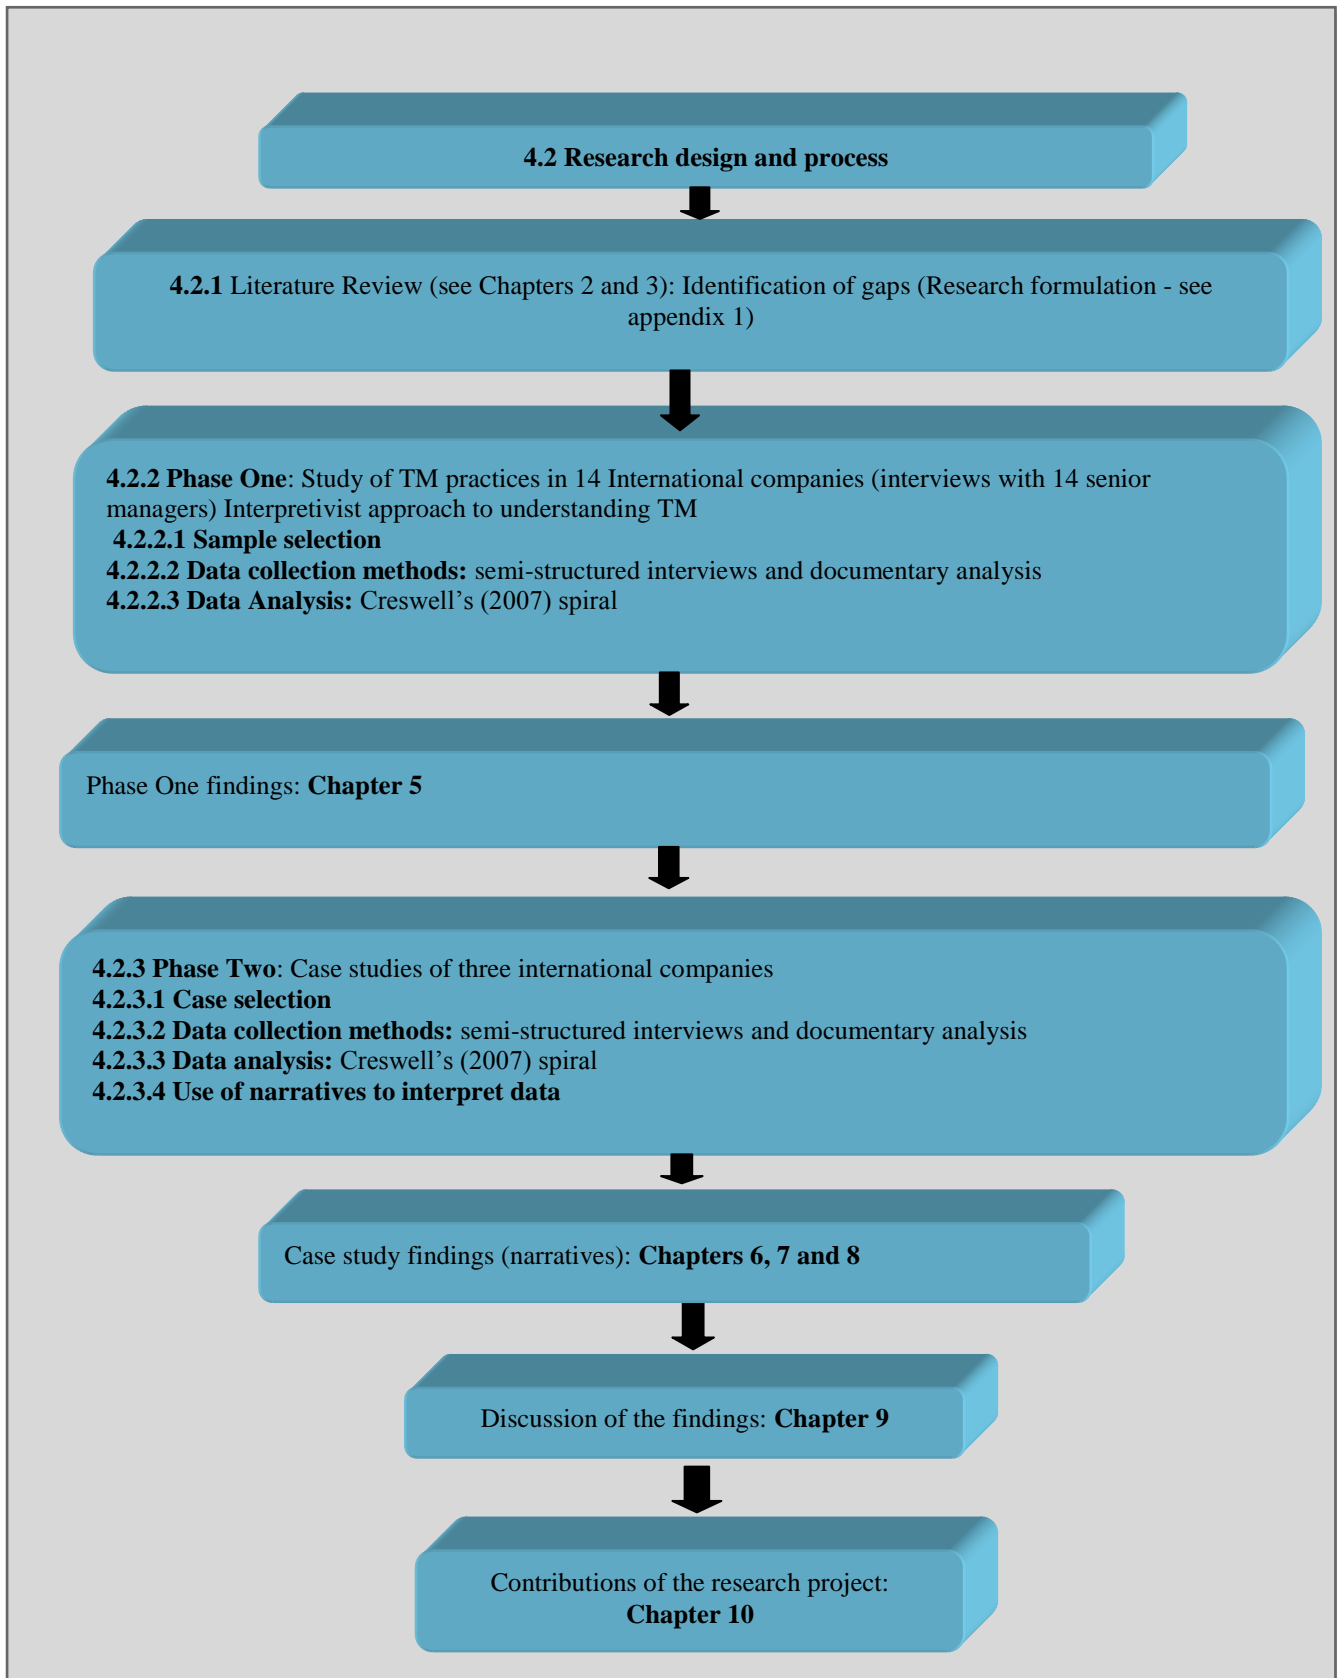 4.2 Research design and process
4.2.1 Literature Review (see Chapters 2 and 3): Identification of gaps (Research formulation - see
appendix 1)
4.2.2 Phase One: Study of TM practices in 14 International companies (interviews with 14 senior
managers) Interpretivist approach to understanding TM
4.2.2.1 Sample selection
4.2.2.2 Data collection methods: semi-structured interviews and documentary analysis
4.2.2.3 Data Analysis: Creswell’s (2007) spiral
Phase One findings: Chapter 5
4.2.3 Phase Two: Case studies of three international companies
4.2.3.1 Case selection
4.2.3.2 Data collection methods: semi-structured interviews and documentary analysis
4.2.3.3 Data analysis: Creswell’s (2007) spiral
4.2.3.4 Use of narratives to interpret data
Case study findings (narratives): Chapters 6, 7 and 8
Discussion of the findings: Chapter 9
Contributions of the research project:
Chapter 10